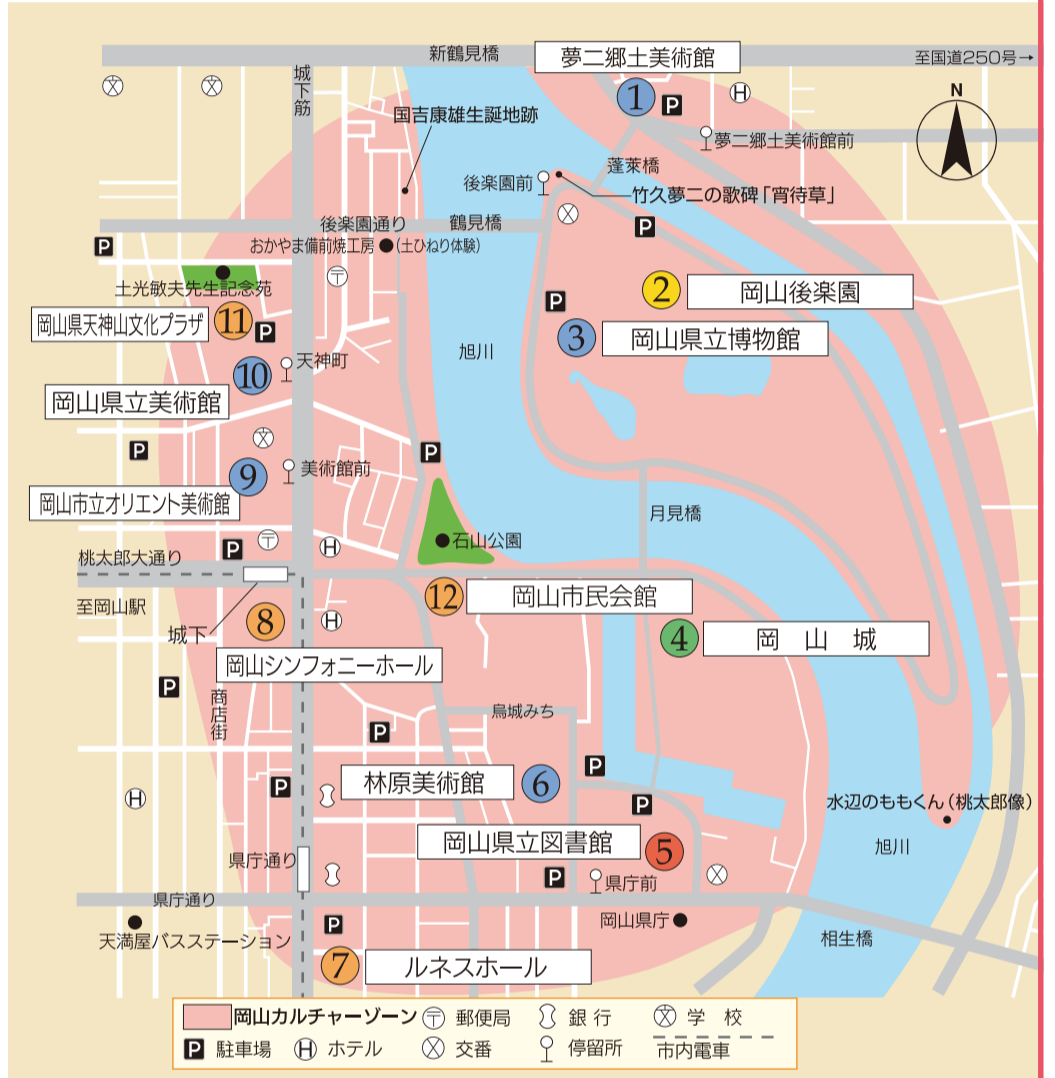 新鶴見橋
夢二郷土美術館
至国道250号→
城下筋
1
P
H
N
文
文
国吉康雄生誕地跡
夢二郷土美術館前
蓬莱橋
後楽園前
竹久夢二の歌碑「宵待草」
後楽園通り
鶴見橋
P
P
おかやま備前焼工房
(土ひねり体験)
土光敏夫先生記念苑
2
岡山後楽園
P
岡山県天神山文化プラザ
11
P
3
岡山県立博物館
旭川
天神町
10
岡山県立美術館
文
P
P
9
美術館前
岡山市立オリエント美術館
月見橋
石山公園
桃太郎大通り
P
H
至岡山駅
12
岡山市民会館
城下
8
H
4
岡山城
岡山シンフォニーホール
P
商店街
烏城みち
P
P
林原美術館
6
P
H
P
水辺のももくん(桃太郎像)
岡山県立図書館
5
旭川
県庁通り
P
県庁前
県庁通り
岡山県庁
天満屋バスステーション
P
相生橋
7
ルネスホール
岡山カルチャーゾーン
〒 郵便局
銀行
文 学校
P 駐車場
H ホテル
交番
停留所
市内電車